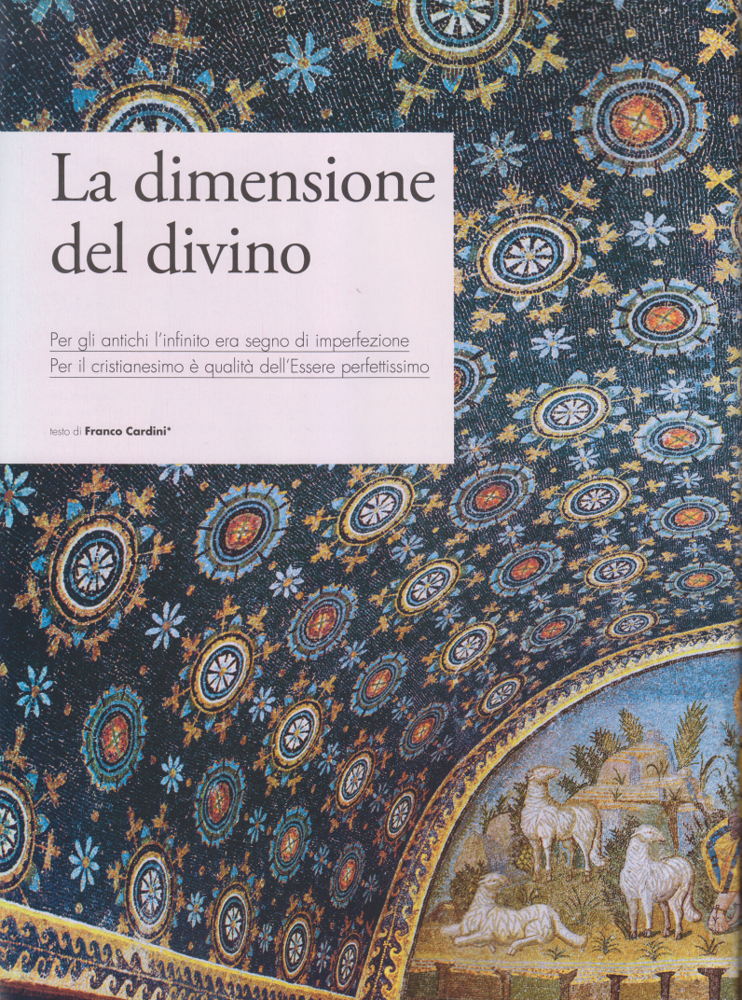 La dimensione
del divino
Per gli antichi l'infinito era segno di imperfezione
Per il cristianesimo è qualità dell'Essere perfettissimo
testo di Franco Cardini*